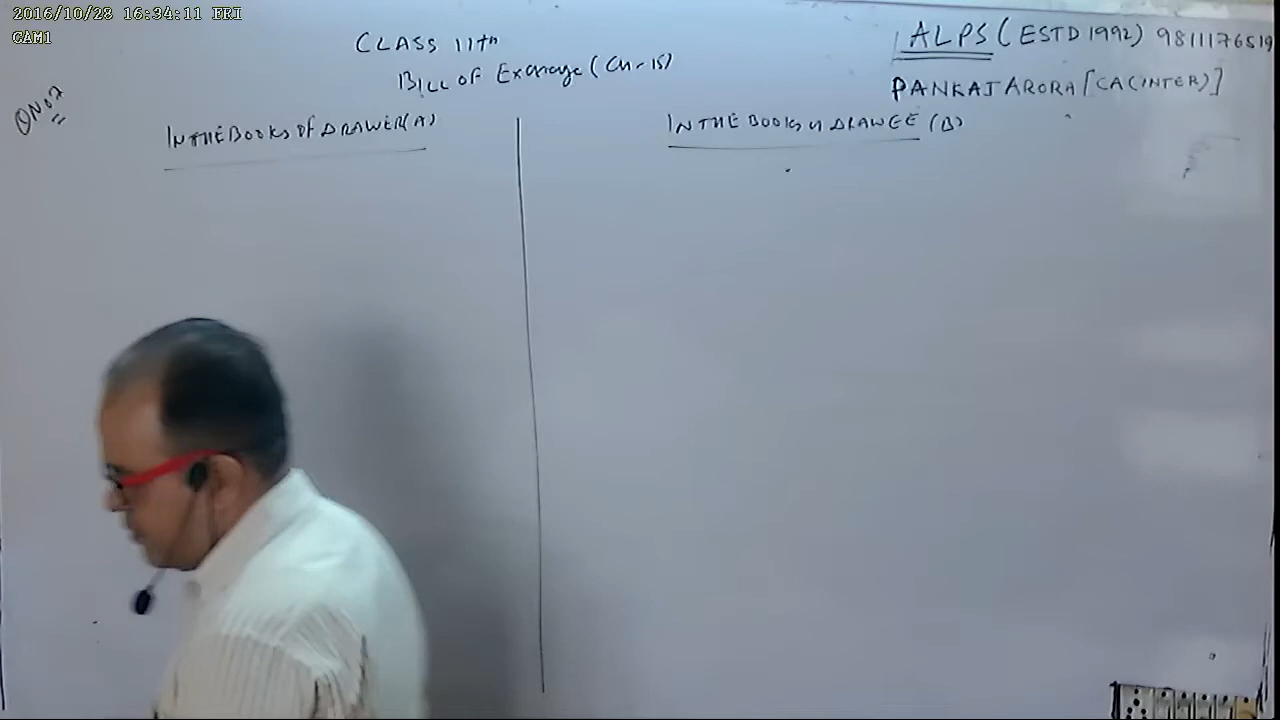 2016/10/28 16:34:11 FRI
CAM1
CLASS 11th
BILL OF Exchange (CH-15)
ALPS (ESTD 1992) 9811176519
PANKAJ ARORA [CA(INTER)]
QNO7
IN THE BOOKS OF DRAWER(A)
IN THE BOOKS of DRAWEE (B)